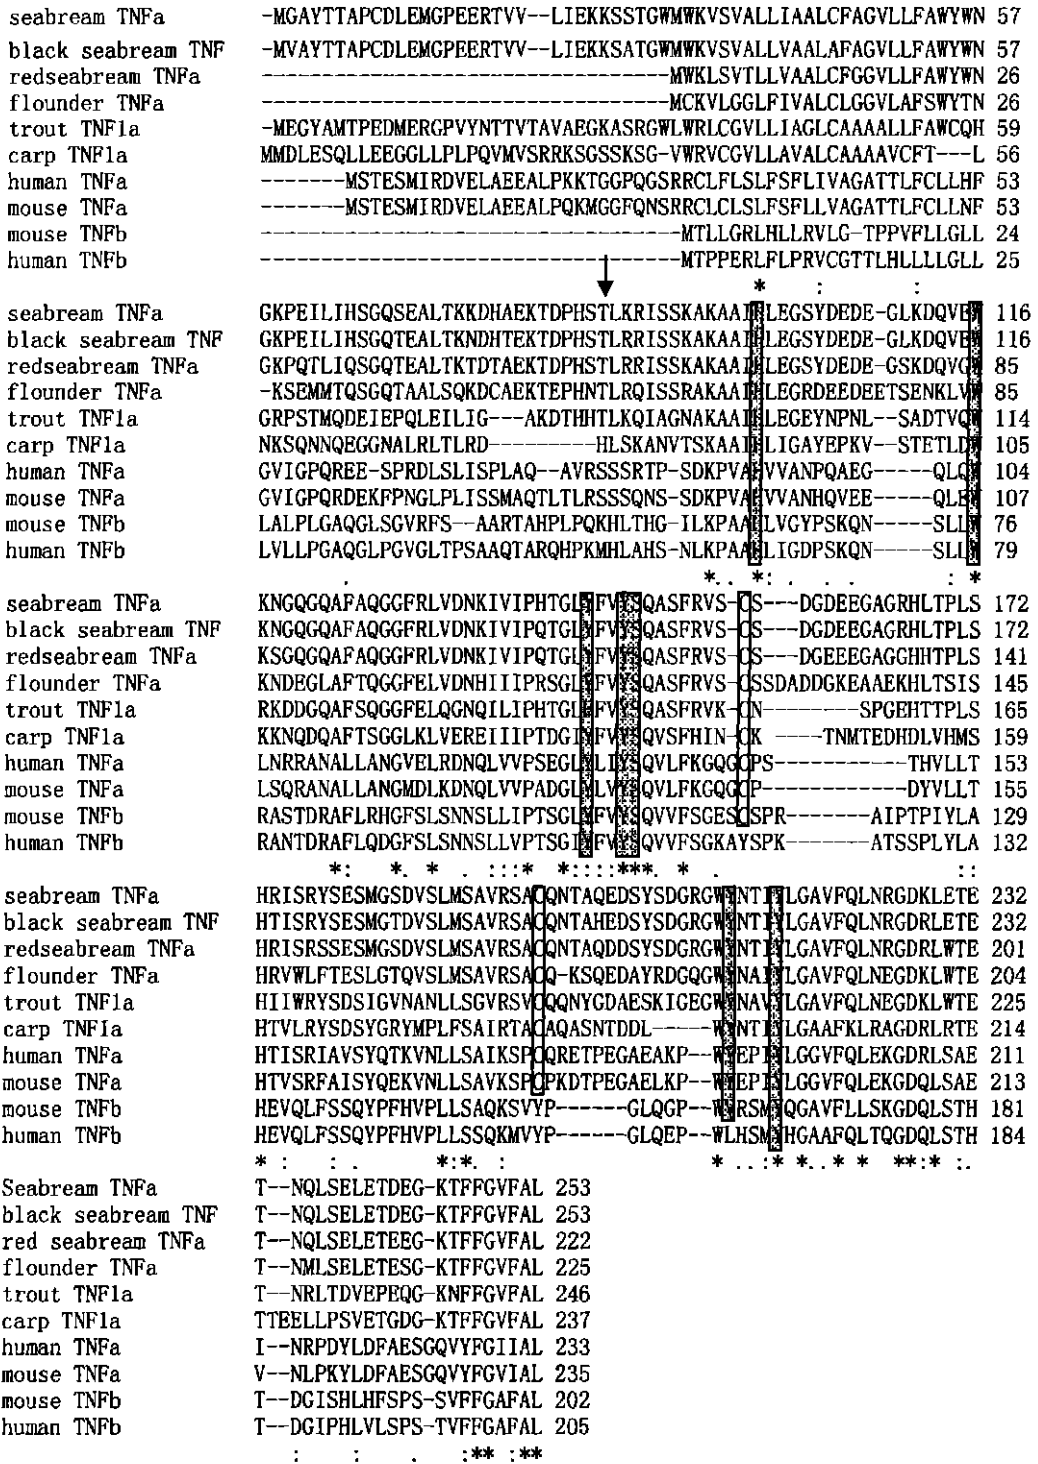 seabream TNFa -MGAYTTAPCDLEMGPEERTVV--LIEKKSSTGWMWKVSVALLIAALCFAGVLLFAWYWN 57
black seabream TNF -MVAYTTAPCDLEMGPEERTVV--LIEKKSATGWMWKVSVALLVAALAFAGVLLFAWYWN 57
redseabream TNFa -----------------------------------MWKLSVTLLVAALCFGGVLLFAWYWN 26
flounder TNFa -----------------------------------MCKVLGGLFIVALCLGGVLAFSWYTN 26
trout TNF1a -MEGYAMTPEDMERGPVYNTTVTAVAEGKASRGWLWRLCGVLLIAGLCAAAALLFAWCQH 59
carp TNF1a MMDLESQLLEEGGLLPLPQVMVSRRKSGSSKSG-VWRVCGVLLAVALCAAAAVCFT---L 56
human TNFa -------MSTESMIRDVELAEEALPKKTGGPQGSRRCLFLSLFSFLIVAGATTLFCLLHF 53
mouse TNFa -------MSTESMIRDVELAEEALPQKMGGFQNSRRCLCLSLFSFLLVAGATTLFCLLNF 53
mouse TNFb ------------------------------------MTLLGRLHLLRVLG-TPPVFLLGLL 24
human TNFb ------------------------------------MTPPERLFLPRVCGTTLHLLLLGLL 25
* : :
seabream TNFa GKPEILIHSGQSEALTKKDHAEKTDPHSTLKRISSKAKAAIHLEGSYDEDE-GLKDQVEW 116
black seabream TNF GKPEILIHSGQTEALTKNDHTEKTDPHSTLRRISSKAKAAIHLEGSYDEDE-GLKDQVEW 116
redseabream TNFa GKPQTLIQSGQTEALTKTDTAEKTDPHSTLRRISSKAKAAIHLEGSYDEDE-GSKDQVGW 85
flounder TNFa -KSEMMTQSGQTAALSQKDCAEKTEPHNTLRQISSRAKAAIHLEGRDEEDEETSENKLVW 85
trout TNF1a GRPSTMQDEIEPQLEILIG---AKDTHHTLKQIAGNAKAAIHLEGEYNPNL--SADTVQW 114
carp TNF1a NKSQNNQEGGNALRLTLRD---------HLSKANVTSKAAIHLIGAYEPKV--STETLDW 105
human TNFa GVIGPQREE-SPRDLSLISPLAQ--AVRSSSRTP-SDKPVAHVVANPQAEG-----QLQW 104
mouse TNFa GVIGPQRDEKFPNGLPLISSMAQTLTLRSSSQNS-SDKPVAHVVANHQVEE-----QLEW 107
mouse TNFb LALPLGAQGLSGVRFS--AARTAHPLPQKHLTHG-ILKPAAHLVGYPSKQN-----SLLW 76
human TNFb LVLLPGAQGLPGVGLTPSAAQTARQHPKMHLAHS-NLKPAAHLIGDPSKQN-----SLLW 79
. *. . *: . . . : *
seabream TNFa KNGQGQAFAQGGFRLVDNKIVIPHTGLYFVYSQASFRVS-CS---DGDEEGAGRHLTPLS 172
black seabream TNF KNGQGQAFAQGGFRLVDNKIVIPQTGLYFVYSQASFRVS-CS---DGDEEGAGRHLTPLS 172
redseabream TNFa KSGQGQAFAQGGFRLVDNKIVIPQTGLYFVYSQASFRVS-CS---DGEEEGAGGHHTPLS 141
flounder TNFa KNDEGLAFTQGGFELVDNHIIIPRSGLYFVYSQASFRVS-CSSDADDGKEAAEKHLTSIS 145
trout TNF1a RKDDGQAFSQGGFELQGNQILIPHTGLYFVYSQASFRVK-CN--------SPGEHTTPLS 165
carp TNF1a KKNQDQAFTSGGLKLVEREIIIPTDGIYFVYSQVSFHIN-CK ----TNMTEDHDLVHMS 159
human TNFa LNRRANALLANGVELRDNQLVVPSEGLYLIYSQVLFKGQGCPS-----------THVLLT 153
mouse TNFa LSQRANALLANGMDLKDNQLVVPADGLYLVYSQVLFKGQGCP------------DYVLLT 155
mouse TNFb RASTDRAFLRHGFSLSNNSLLIPTSGLYFVYSQVVFSGESCSPR-------AIPTPIYLA 129
human TNFb RANTDRAFLQDGFSLSNNSLLVPTSGIYFVYSQVVFSGKAYSPK-------ATSSPLYLA 132
*: *. * :::* *::::***. * ::
seabream TNFa HRISRYSESMGSDVSLMSAVRSACQNTAQEDSYSDGRGWYNTIYLGAVFQLNRGDKLETE 232
black seabream TNF HTISRYSESMGTDVSLMSAVRSACQNTAHEDSYSDGRGWYNTIYLGAVFQLNRGDRLETE 232
redseabream TNFa HRISRSSESMGSDVSLMSAVRSACQNTAQDDSYSDGRGWYNTIYLGAVFQLNRGDRLWTE 201
flounder TNFa HRVWLFTESLGTQVSLMSAVRSACQ-KSQEDAYRDGQGWYNAIYLGAVFQLNEGDKLWTE 204
trout TNF1a HIIWRYSDSIGVNANLLSGVRSVCQQNYGDAESKIGEGWYNAVYLGAVFQLNEGDKLWTE 225
carp TNF1a HTVLRYSDSYGRYMPLFSAIRTACAQASNTDDL-----WYNTIYLGAAFKLRAGDRLRTE 214
human TNFa HTISRIAVSYQTKVNLLSAIKSPCQRETPEGAEAKP--WYEPIYLGGVFQLEKGDRLSAE 211
mouse TNFa HTVSRFAISYQEKVNLLSAVKSPCPKDTPEGAELKP--WYEPIYLGGVFQLEKGDQLSAE 213
mouse TNFb HEVQLFSSQYPFHVPLLSAQKSVYP------GLQGP--WVRSMYQGAVFLLSKGDQLSTH 181
human TNFb HEVQLFSSQYPFHVPLLSSQKMVYP------GLQEP--WLHSMYHGAAFQLTQGDQLSTH 184
* : : . *:*. : * ..: *..* * **:* :.
Seabream TNFa T--NQLSELETDEG-KTFFGVFAL 253
black seabream TNF T--NQLSELETDEG-KTFFGVFAL 253
red seabream TNFa T--NQLSELETEEG-KTFFGVFAL 222
flounder TNFa T--NMLSELETESG-KTFFGVFAL 225
trout TNF1a T--NRLTDVEPEQG-KNFFGVFAL 246
carp TNF1a TTEELLPSVETGDG-KTFFGVFAL 237
human TNFa I--NRPDYLDFAESGQVYFGIIAL 233
mouse TNFa V--NLPKYLDFAESGQVYFGVIAL 235
mouse TNFb T--DGISHLHFSPS-SVFFGAFAL 202
human TNFb T--DGIPHLVLSPS-TVFFGAFAL 205
: : . :** :**